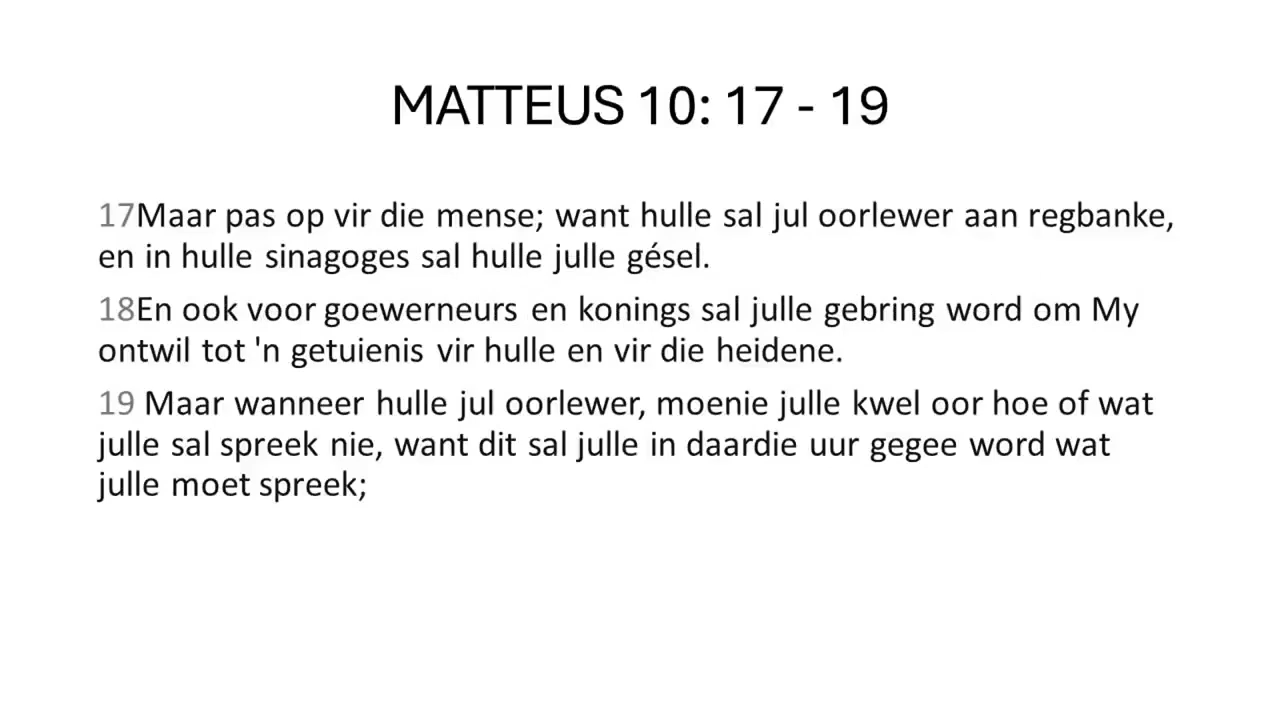 MATTEUS 10: 17 - 19
17Maar pas op vir die mense; want hulle sal jul oorlewer aan regbanke,
en in hulle sinagoges sal hulle julle gésel.
18En ook voor goewerneurs en konings sal julle gebring word om My
ontwil tot 'n getuienis vir hulle en vir die heidene.
19 Maar wanneer hulle jul oorlewer, moenie julle kwel oor hoe of wat
julle sal spreek nie, want dit sal julle in daardie uur gegee word wat
julle moet spreek;